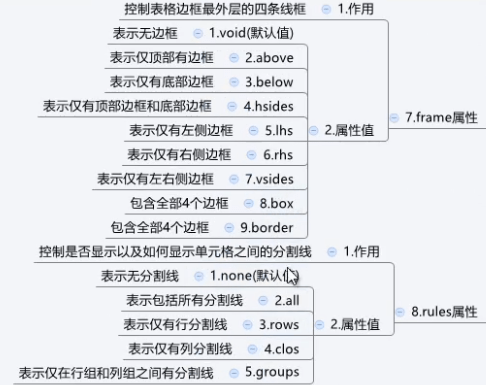 控制表格边框最外层的四条线框 1.作用
表示无边框 1.void(默认值)
表示仅顶部有边框 2.above
表示仅有底部边框 3.below
表示仅有顶部边框和底部边框 4.hsides
表示仅有左侧边框 5.lhs
2.属性值
7.frame属性
表示仅有右侧边框 6.rhs
表示仅有左右侧边框 7.vsides
包含全部4个边框 8.box
包含全部4个边框 9.border
控制是否显示以及如何显示单元格之间的分割线 1.作用
表示无分割线 1.none(默认值)
表示包括所有分割线 2.all
表示仅有行分割线 3.rows
2.属性值
8.rules属性
表示仅有列分割线 4.clos
表示仅在行组和列组之间有分割线 5.groups